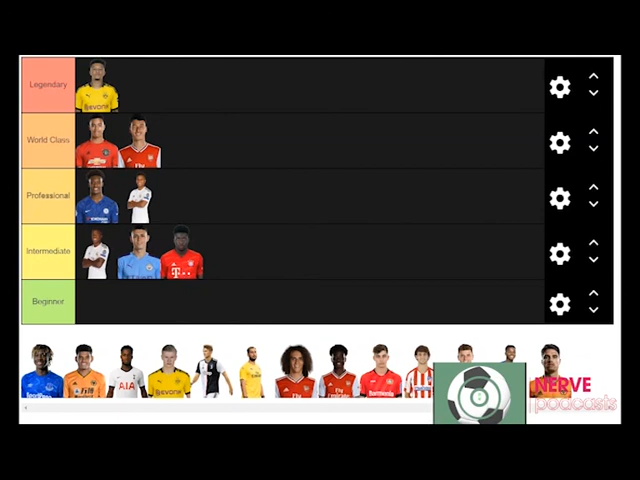 Legendary
World Class
Professional
Intermediate
Beginner
NERVE
podcasts